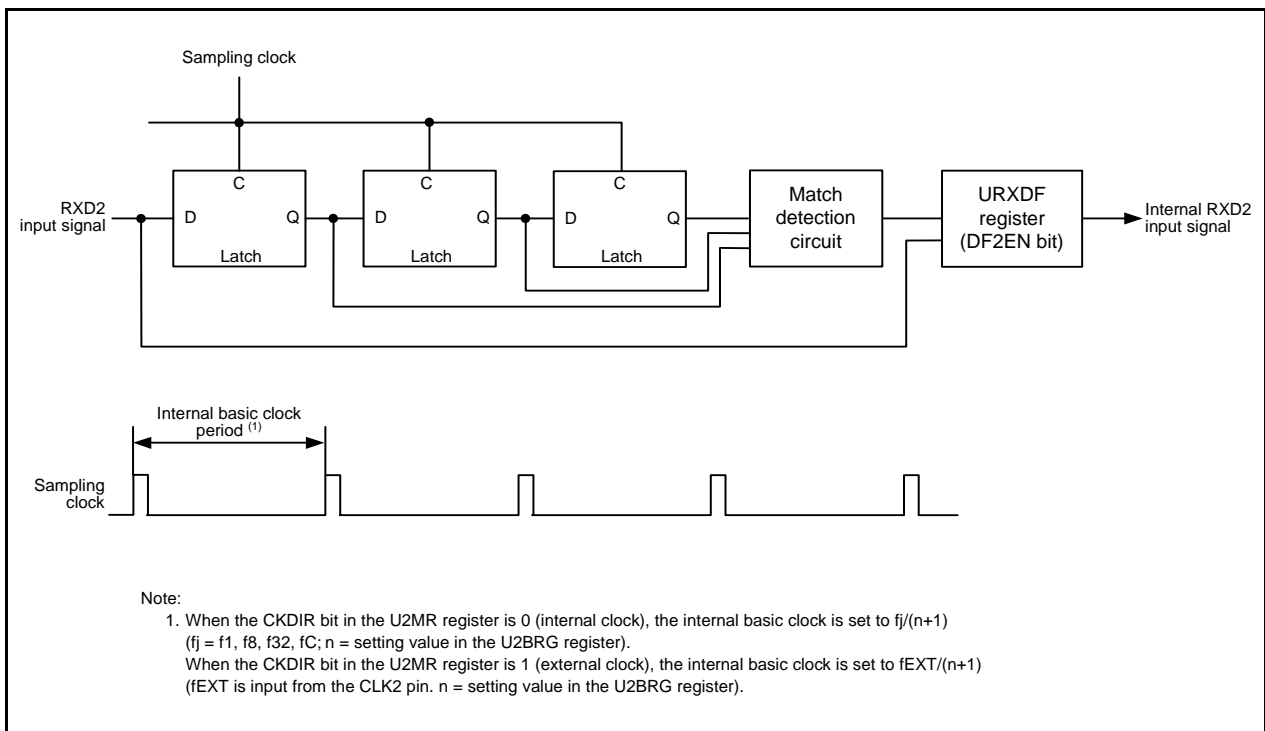 Sampling clock
RXD2
input signal
C
D
Q
Latch
C
D
Q
Latch
C
D
Q
Latch
Match
detection
circuit
URXDF
register
(DF2EN bit)
Internal RXD2
input signal
Internal basic clock
period (1)
Sampling
clock
Note:
1. When the CKDIR bit in the U2MR register is 0 (internal clock), the internal basic clock is set to fj/(n+1)
(fj = f1, f8, f32, fC; n = setting value in the U2BRG register).
When the CKDIR bit in the U2MR register is 1 (external clock), the internal basic clock is set to fEXT/(n+1)
(fEXT is input from the CLK2 pin. n = setting value in the U2BRG register).